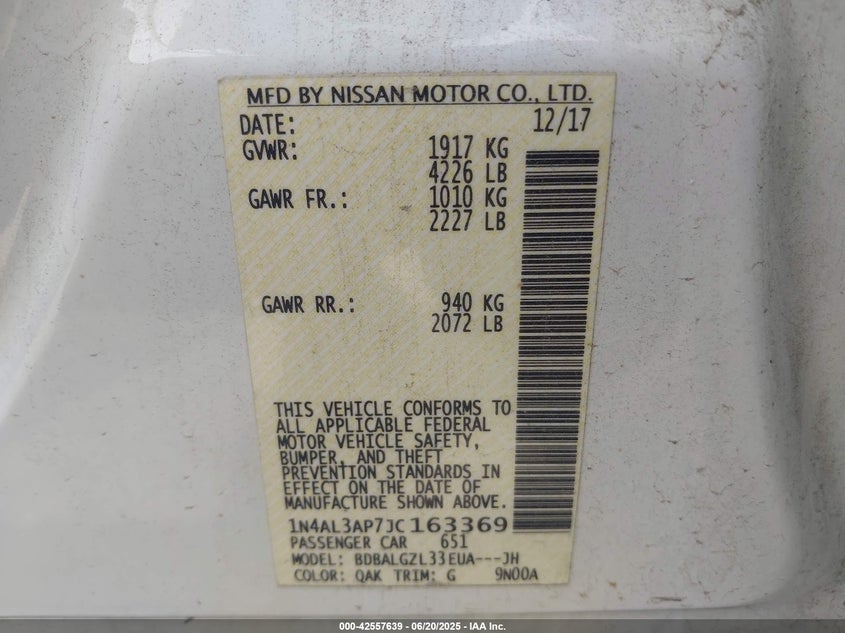 MFD BY NISSAN MOTOR CO., LTD.
DATE: 12/17
GVWR: 1917 KG
4226 LB
GAWR FR.: 1010 KG
2227 LB
GAWR RR.: 940 KG
2072 LB
THIS VEHICLE CONFORMS TO
ALL APPLICABLE FEDERAL
MOTOR VEHICLE SAFETY,
BUMPER, AND THEFT
PREVENTION STANDARDS IN
EFFECT ON THE DATE OF
MANUFACTURE SHOWN ABOVE.
1N4AL3AP7JC163369
PASSENGER CAR 651
MODEL: BDBALGZL33EUA---JH
COLOR: QAK TRIM: G 9N00A
000-42557639 - 06/20/2025 - IAA Inc.